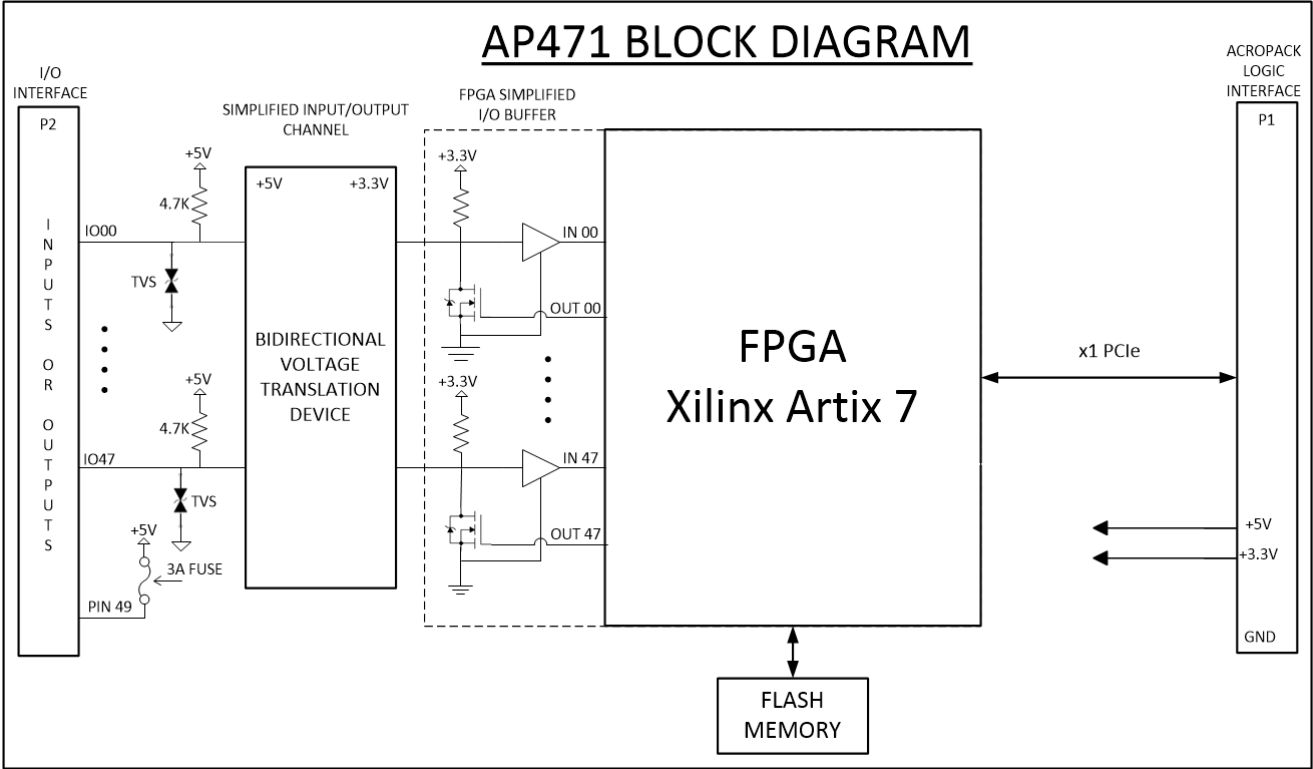 AP471 BLOCK DIAGRAM
I/O
INTERFACE
P2
INPUTS OR OUTPUTS
IO00
IO47
PIN 49
+5V
4.7K
TVS
+5V
4.7K
TVS
+5V
3A FUSE
SIMPLIFIED INPUT/OUTPUT
CHANNEL
+5V
+3.3V
BIDIRECTIONAL
VOLTAGE
TRANSLATION
DEVICE
FPGA SIMPLIFIED
I/O BUFFER
+3.3V
IN 00
OUT 00
+3.3V
IN 47
OUT 47
FPGA
Xilinx Artix 7
FLASH
MEMORY
x1 PCIe
ACROPACK
LOGIC
INTERFACE
P1
+5V
+3.3V
GND